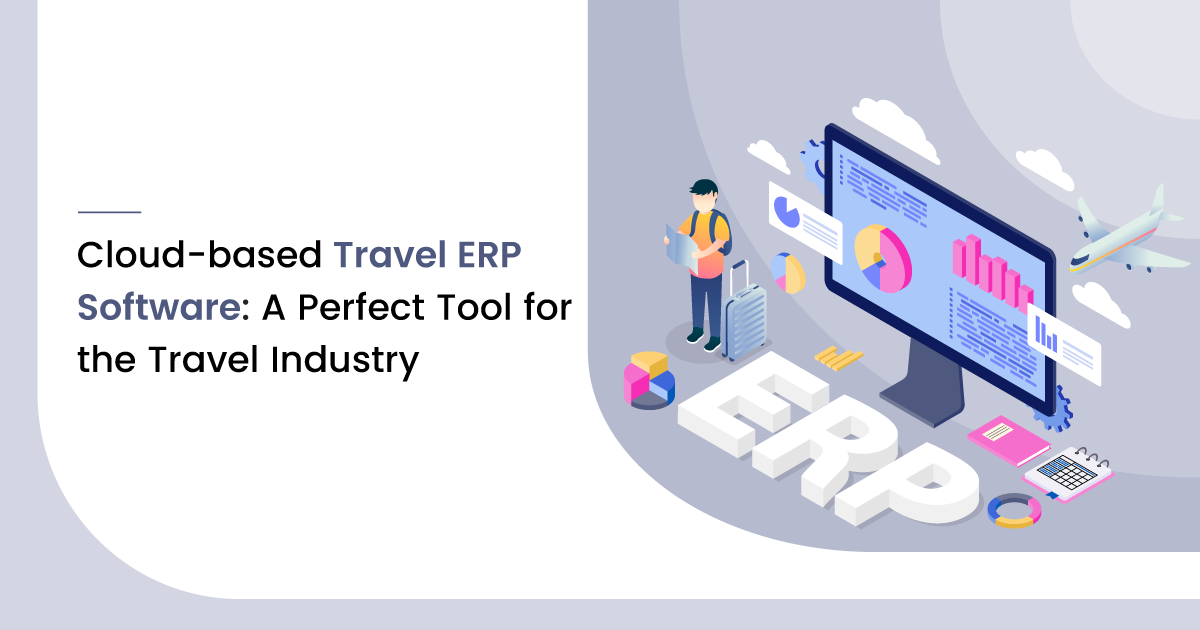 Cloud-based Travel ERP
Software: A Perfect Tool for
the Travel Industry
ERP